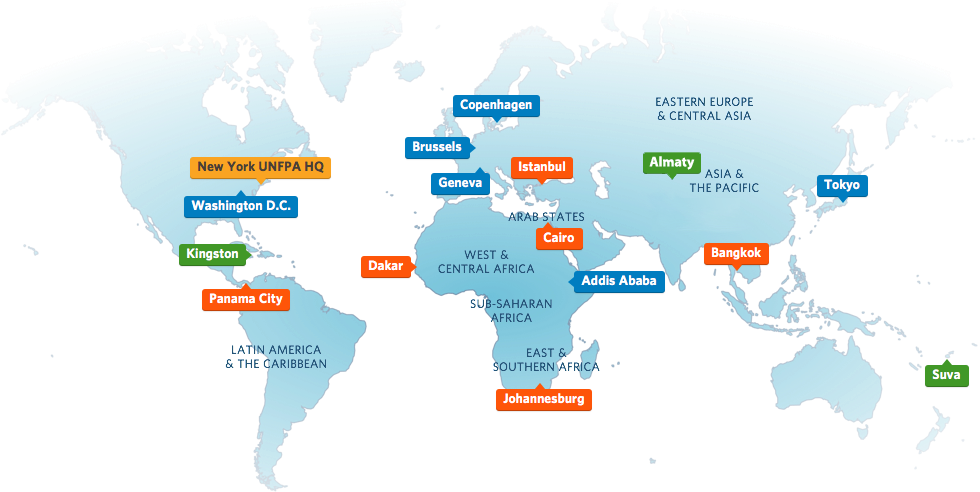 Copenhagen
EASTERN EUROPE
& CENTRAL ASIA
Brussels
New York UNFPA HQ
Istanbul
Almaty
Geneva
ASIA &
THE PACIFIC
Tokyo
Washington D.C.
ARAB STATES
Cairo
Kingston
Dakar
WEST &
CENTRAL AFRICA
Bangkok
Addis Ababa
Panama City
SUB-SAHARAN
AFRICA
LATIN AMERICA
& THE CARIBBEAN
EAST &
SOUTHERN AFRICA
Suva
Johannesburg